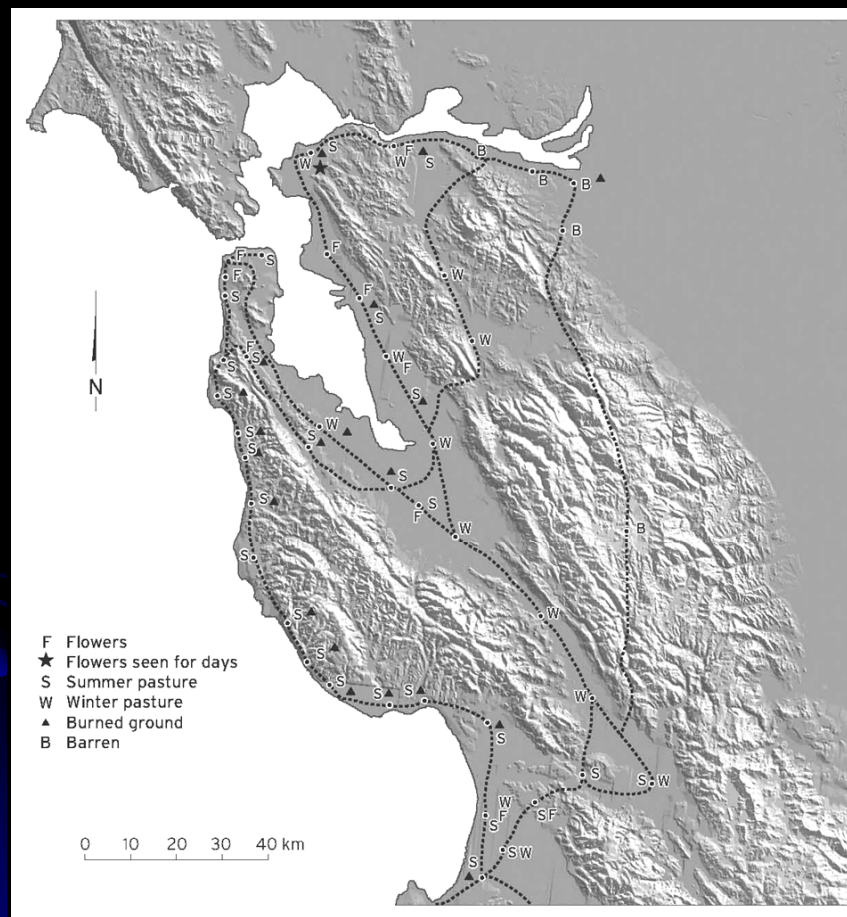 S
W
F
W
S
B
B
B
B
F
S
F
S
F
W
F
S
W
W
F
S
S
S
W
F
S
W
S
W
S
S
S
F
W
S
B
S
W
F Flowers
★ Flowers seen for days
S Summer pasture
W Winter pasture
▲ Burned ground
B Barren
S
S
S
S
S
W
S
S
S
S
W
W
F
S
S F
S W
S
N
0 10 20 30 40 km